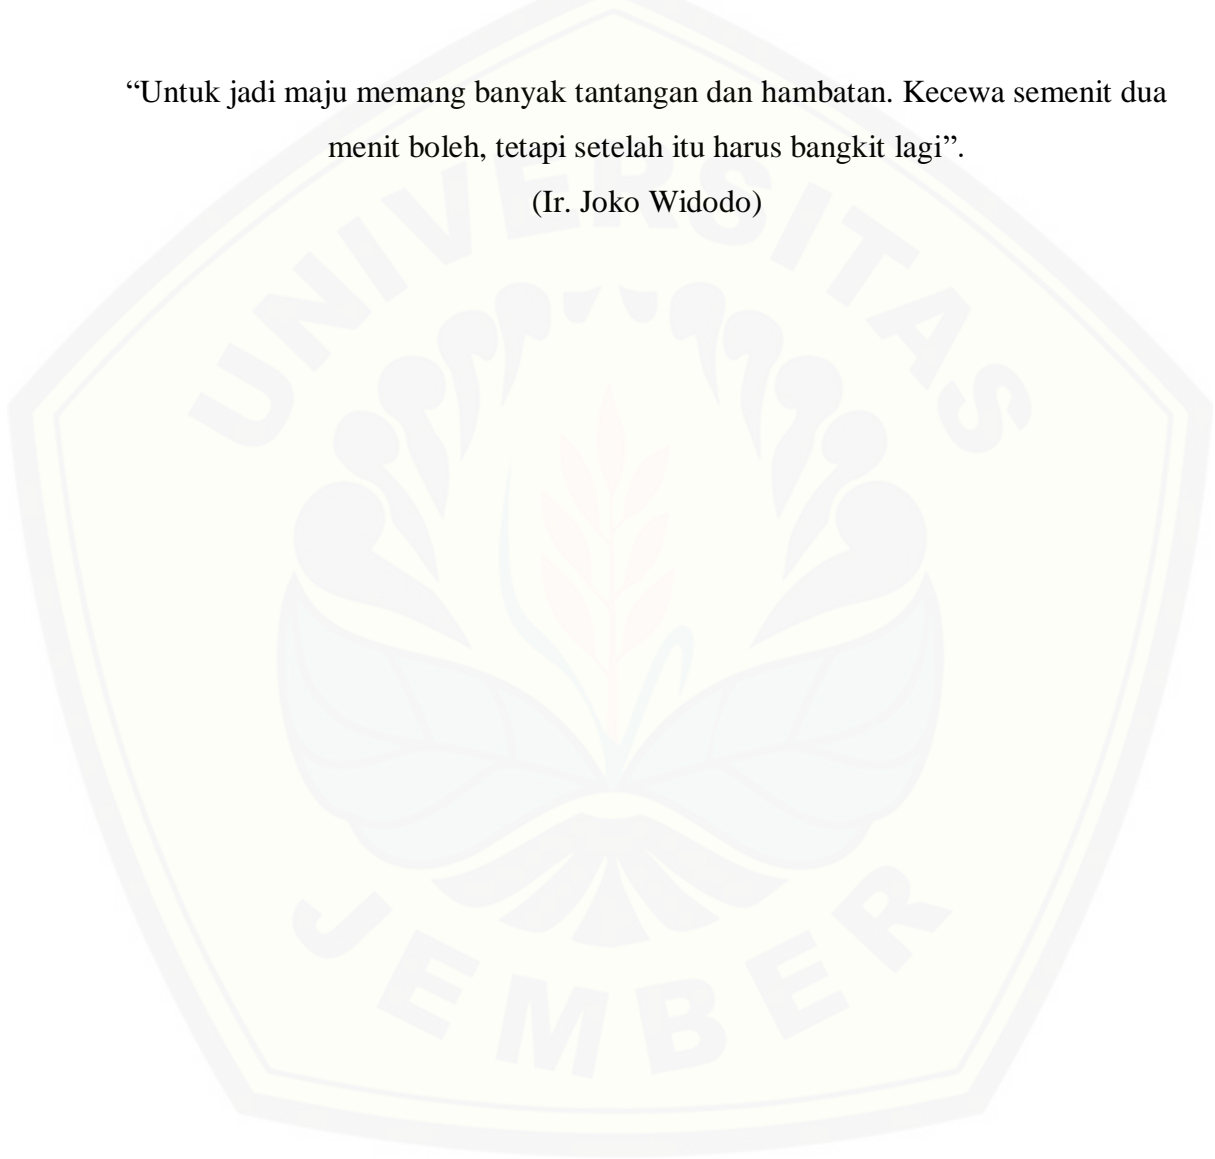 “Untuk jadi maju memang banyak tantangan dan hambatan. Kecewa semenit dua
menit boleh, tetapi setelah itu harus bangkit lagi”.
(Ir. Joko Widodo)
UNIVERSITAS
JEMBER